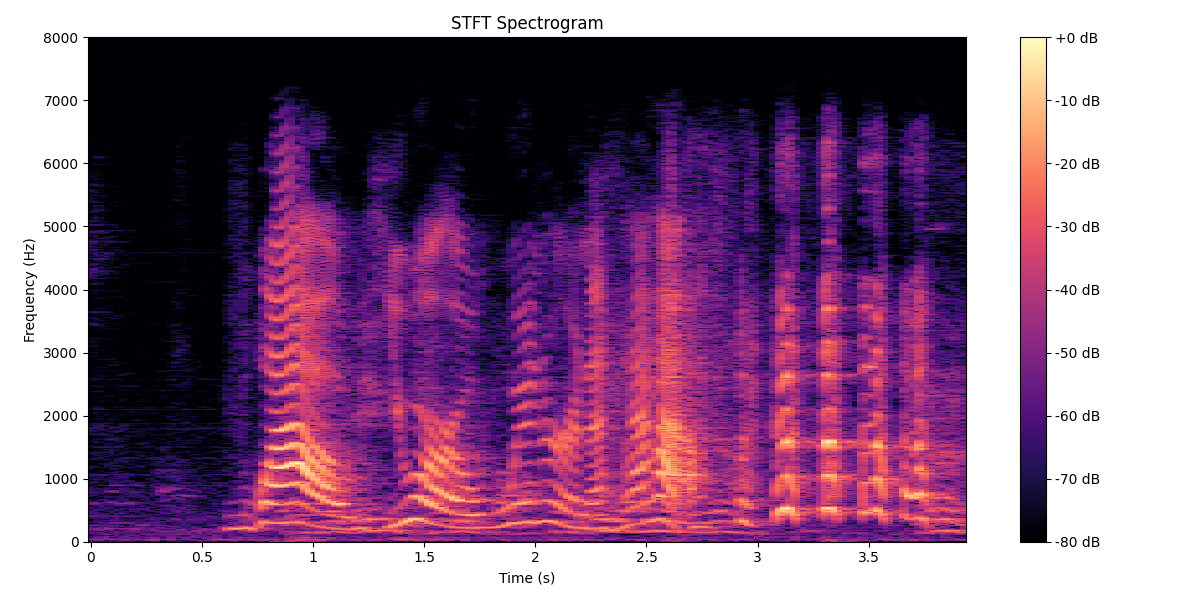 STFT Spectrogram
8000
7000
6000
5000
4000
3000
2000
1000
0
Frequency (Hz)
0
0.5
1
1.5
2
2.5
3
3.5
Time (s)
+0 dB
-10 dB
-20 dB
-30 dB
-40 dB
-50 dB
-60 dB
-70 dB
-80 dB